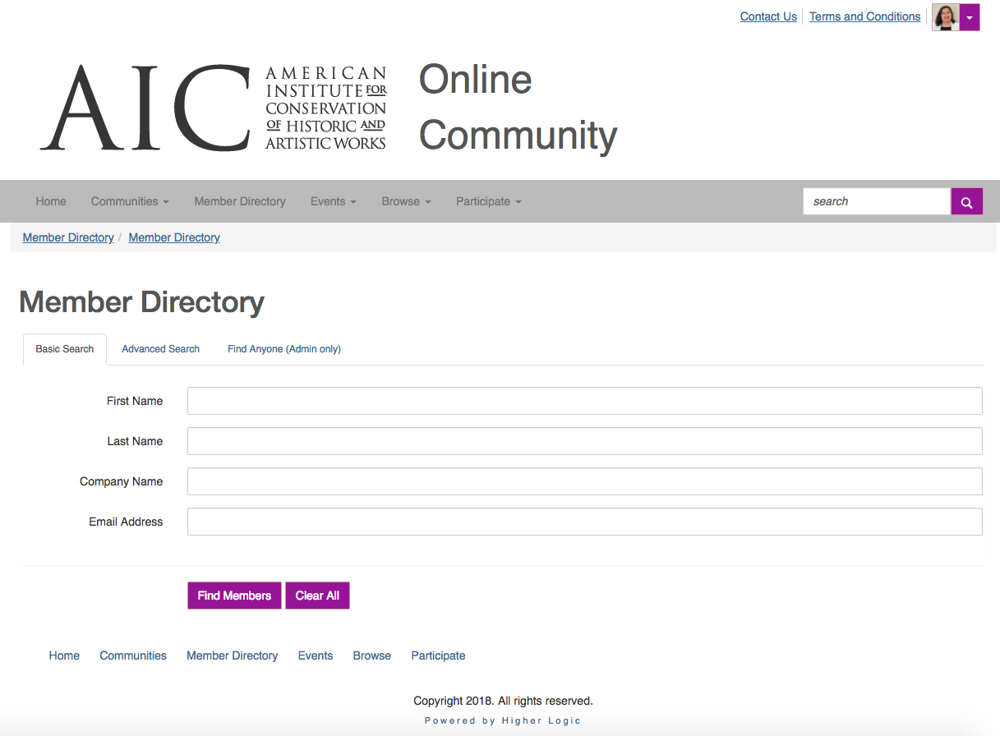 Contact Us Terms and Conditions
AIC
AMERICAN
INSTITUTE FOR
CONSERVATION
OF HISTORIC AND
ARTISTIC WORKS
Online
Community
Home Communities Member Directory Events Browse Participate search
Member Directory / Member Directory
Member Directory
Basic Search Advanced Search Find Anyone (Admin only)
First Name
Last Name
Company Name
Email Address
Find Members Clear All
Home Communities Member Directory Events Browse Participate
Copyright 2018. All rights reserved.
Powered by Higher Logic